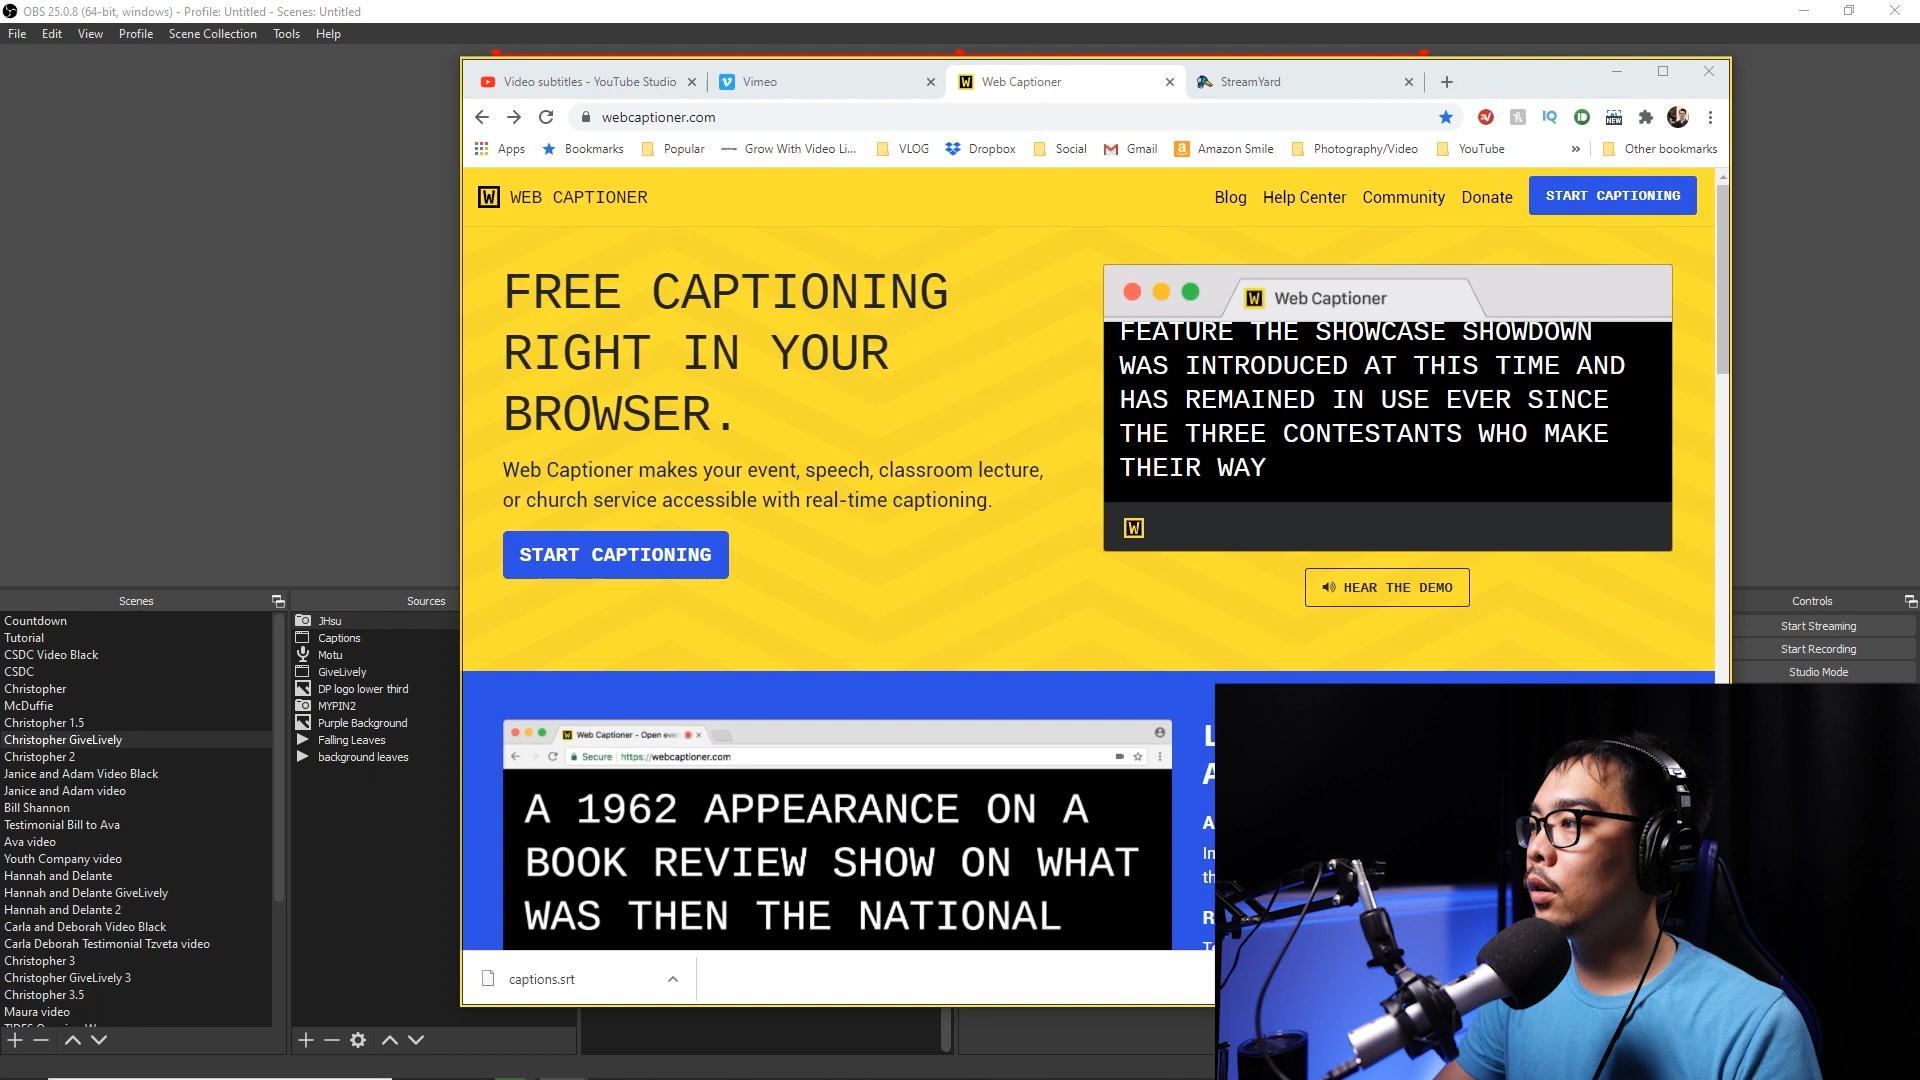 OBS 25.0.8 (64-bit, windows) - Profile: Untitled - Scenes: Untitled
File Edit View Profile Scene Collection Tools Help
Video subtitles - YouTube Studio
Vimeo
Web Captioner
StreamYard
webcaptioner.com
IQ
NEW
Apps
Bookmarks
Popular
Grow With Video Li...
VLOG
Dropbox
Social
Gmail
Amazon Smile
Photography/Video
YouTube
»
Other bookmarks
W WEB CAPTIONER
Blog Help Center Community Donate
START CAPTIONING
FREE CAPTIONING
RIGHT IN YOUR
BROWSER.
Web Captioner makes your event, speech, classroom lecture,
or church service accessible with real-time captioning.
START CAPTIONING
W Web Captioner
FEATURE THE SHOWCASE SHOWDOWN
WAS INTRODUCED AT THIS TIME AND
HAS REMAINED IN USE EVER SINCE
THE THREE CONTESTANTS WHO MAKE
THEIR WAY
W
HEAR THE DEMO
W Web Captioner - Open eve
Secure https://webcaptioner.com
A 1962 APPEARANCE ON A
BOOK REVIEW SHOW ON WHAT
WAS THEN THE NATIONAL
captions.srt
Scenes
Countdown
Tutorial
CSDC Video Black
CSDC
Christopher
McDuffie
Christopher 1.5
Christopher GiveLively
Christopher 2
Janice and Adam Video Black
Janice and Adam video
Bill Shannon
Testimonial Bill to Ava
Ava video
Youth Company video
Hannah and Delante
Hannah and Delante GiveLively
Hannah and Delante 2
Carla and Deborah Video Black
Carla Deborah Testimonial Tzveta video
Christopher 3
Christopher GiveLively 3
Christopher 3.5
Maura video
Sources
JHsu
Captions
Motu
GiveLively
DP logo lower third
MYPIN2
Purple Background
Falling Leaves
background leaves
Controls
Start Streaming
Start Recording
Studio Mode
SONY